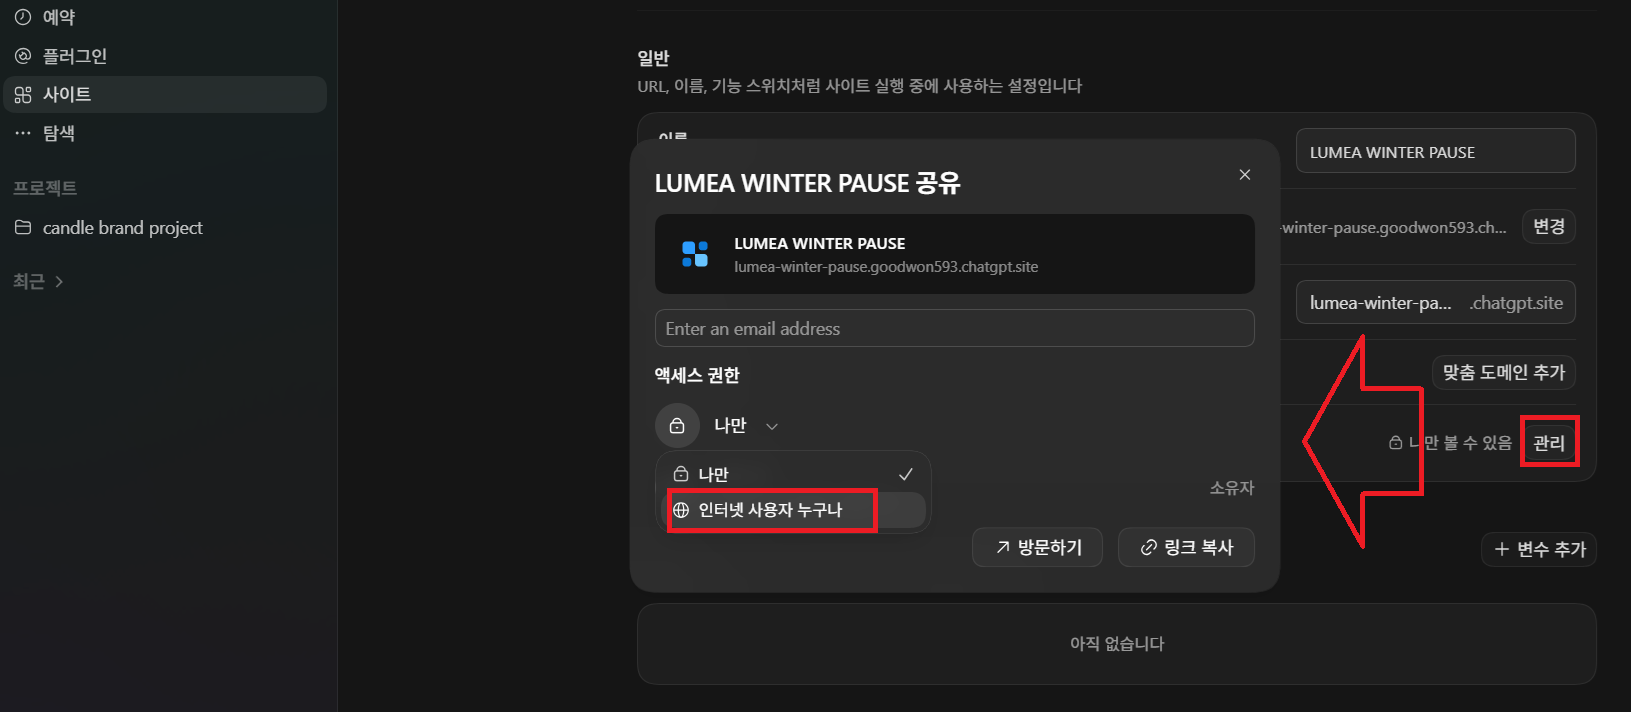 예약
플러그인
사이트
탐색
프로젝트
candle brand project
최근
일반
URL, 이름, 기능 스위치처럼 사이트 실행 중에 사용하는 설정입니다
이름
LUMEA WINTER PAUSE
-winter-pause.goodwon593.ch...
변경
lumea-winter-pa... .chatgpt.site
맞춤 도메인 추가
나만 볼 수 있음
관리
변수 추가
아직 없습니다
LUMEA WINTER PAUSE 공유
LUMEA WINTER PAUSE
lumea-winter-pause.goodwon593.chatgpt.site
Enter an email address
액세스 권한
나만
나만
인터넷 사용자 누구나
소유자
방문하기
링크 복사